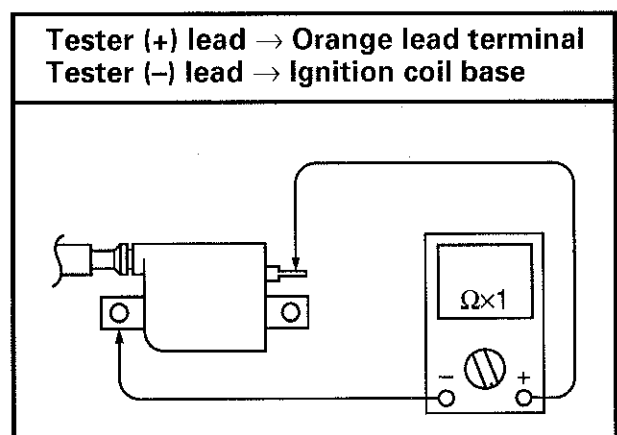 Tester (+) lead → Orange lead terminal
Tester (–) lead → Ignition coil base
Ω×1
– +